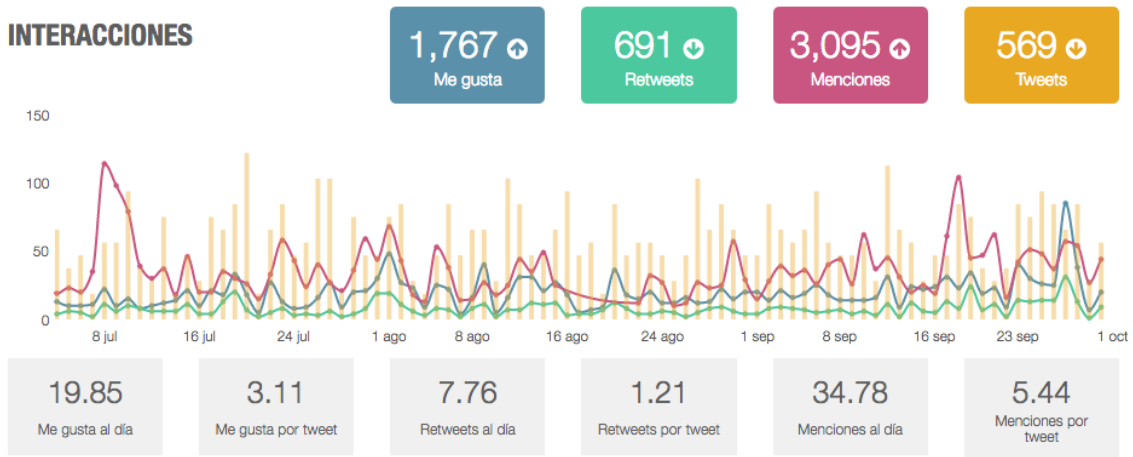 INTERACCIONES
1,767
Me gusta
691
Retweets
3,095
Menciones
569
Tweets
150
100
50
0
8 jul 16 jul 24 jul 1 ago 8 ago 16 ago 24 ago 1 sep 8 sep 16 sep 23 sep 1 oct
19.85
Me gusta al día
3.11
Me gusta por tweet
7.76
Retweets al día
1.21
Retweets por tweet
34.78
Menciones al día
5.44
Menciones por
tweet